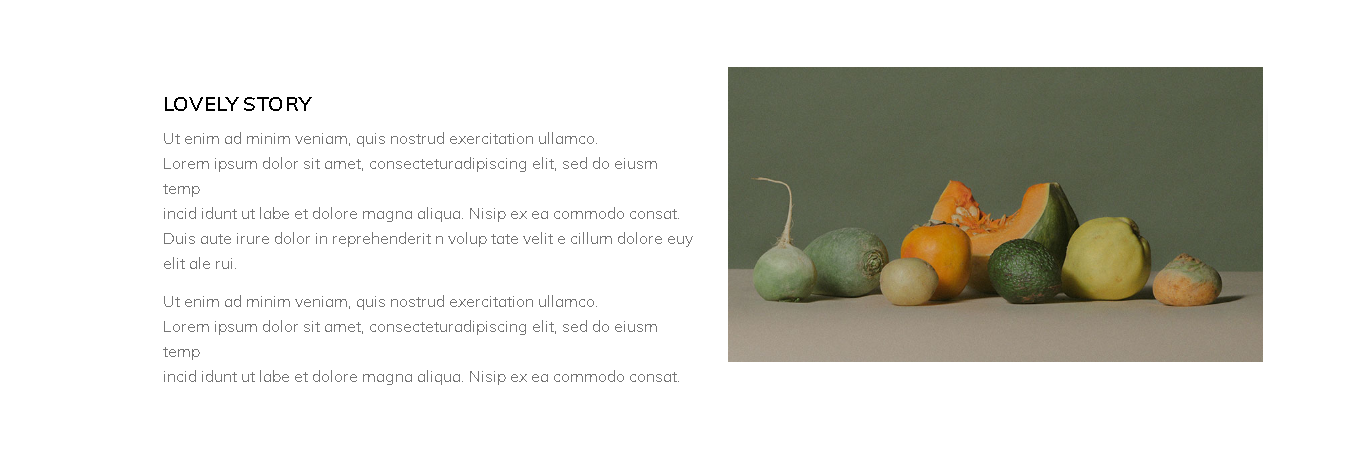 LOVELY STORY
Ut enim ad minim veniam, quis nostrud exercitation ullamco.
Lorem ipsum dolor sit amet, consecteturadipiscing elit, sed do eiusm
temp
incid idunt ut labe et dolore magna aliqua. Nisip ex ea commodo consat.
Duis aute irure dolor in reprehenderit n volup tate velit e cillum dolore euy
elit ale rui.
Ut enim ad minim veniam, quis nostrud exercitation ullamco.
Lorem ipsum dolor sit amet, consecteturadipiscing elit, sed do eiusm
temp
incid idunt ut labe et dolore magna aliqua. Nisip ex ea commodo consat.